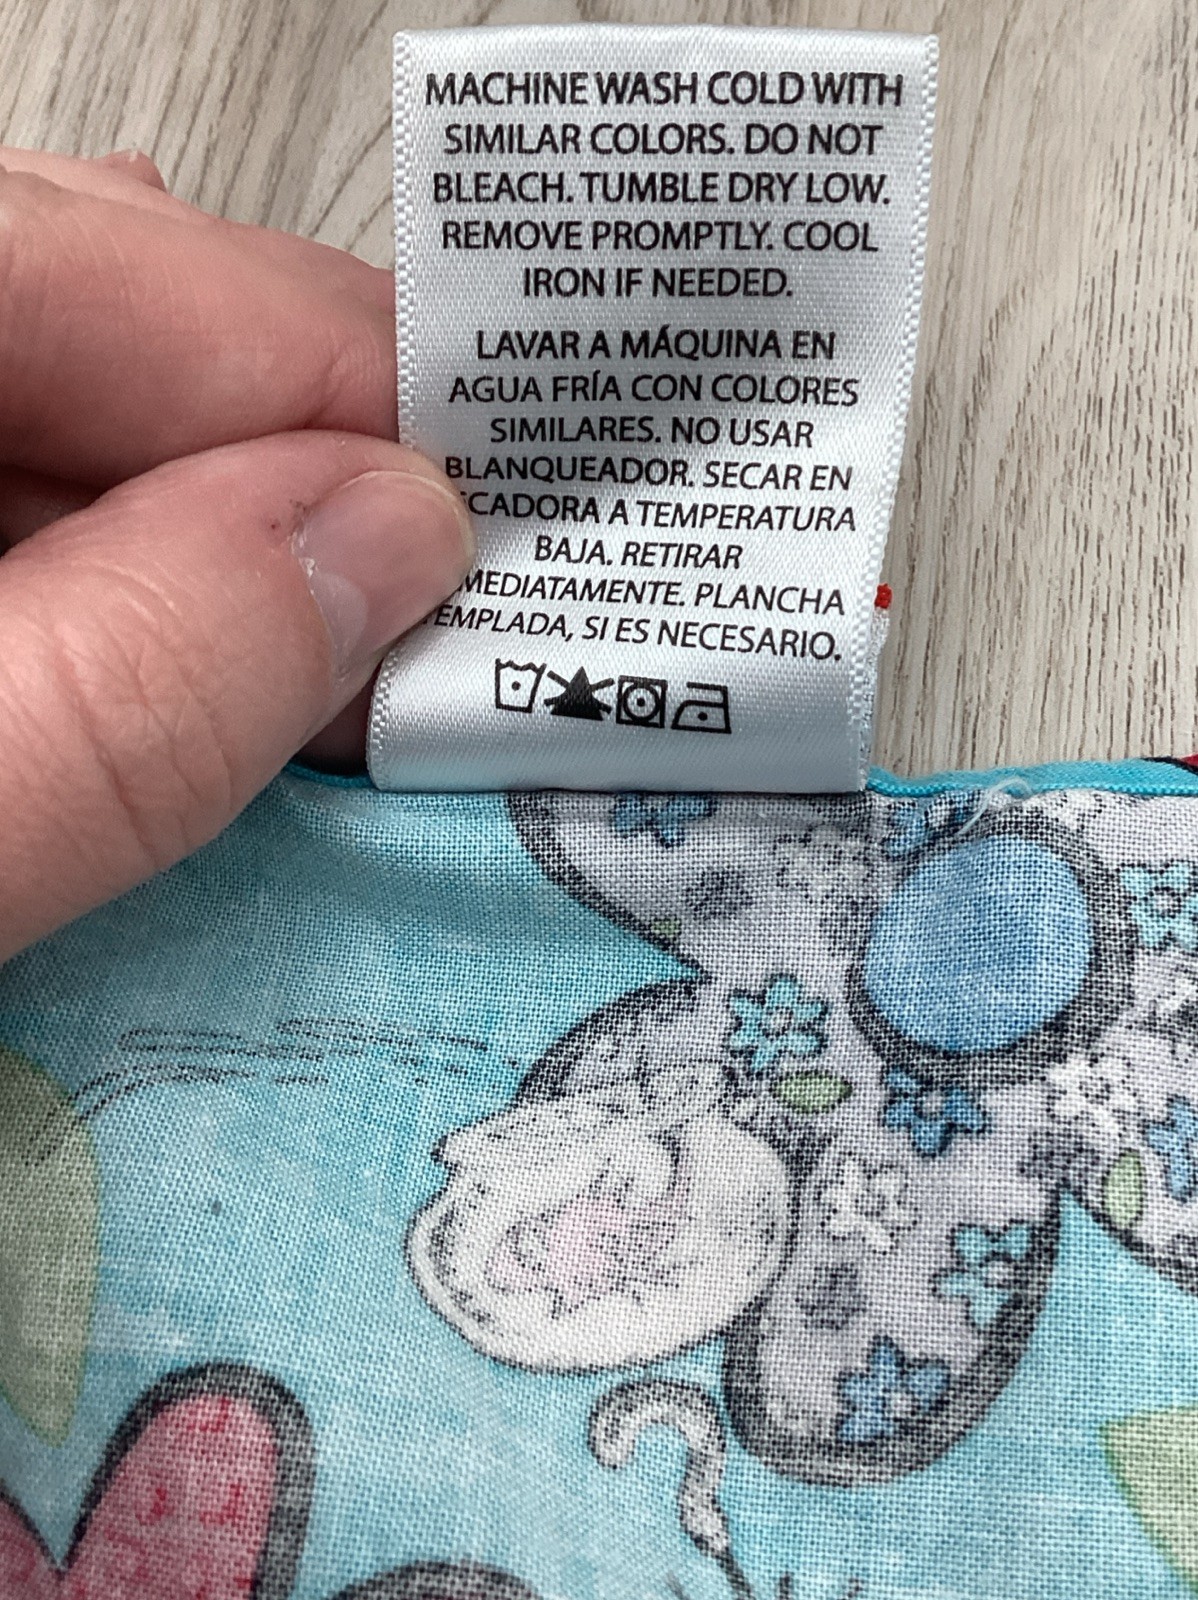 MACHINE WASH COLD WITH
SIMILAR COLORS. DO NOT
BLEACH. TUMBLE DRY LOW.
REMOVE PROMPTLY. COOL
IRON IF NEEDED.
LAVAR A MÁQUINA EN
AGUA FRÍA CON COLORES
SIMILARES. NO USAR
BLANQUEADOR. SECAR EN
CADORA A TEMPERATURA
BAJA. RETIRAR
MEDIATAMENTE. PLANCHA
EMPLADA, SI ES NECESARIO.